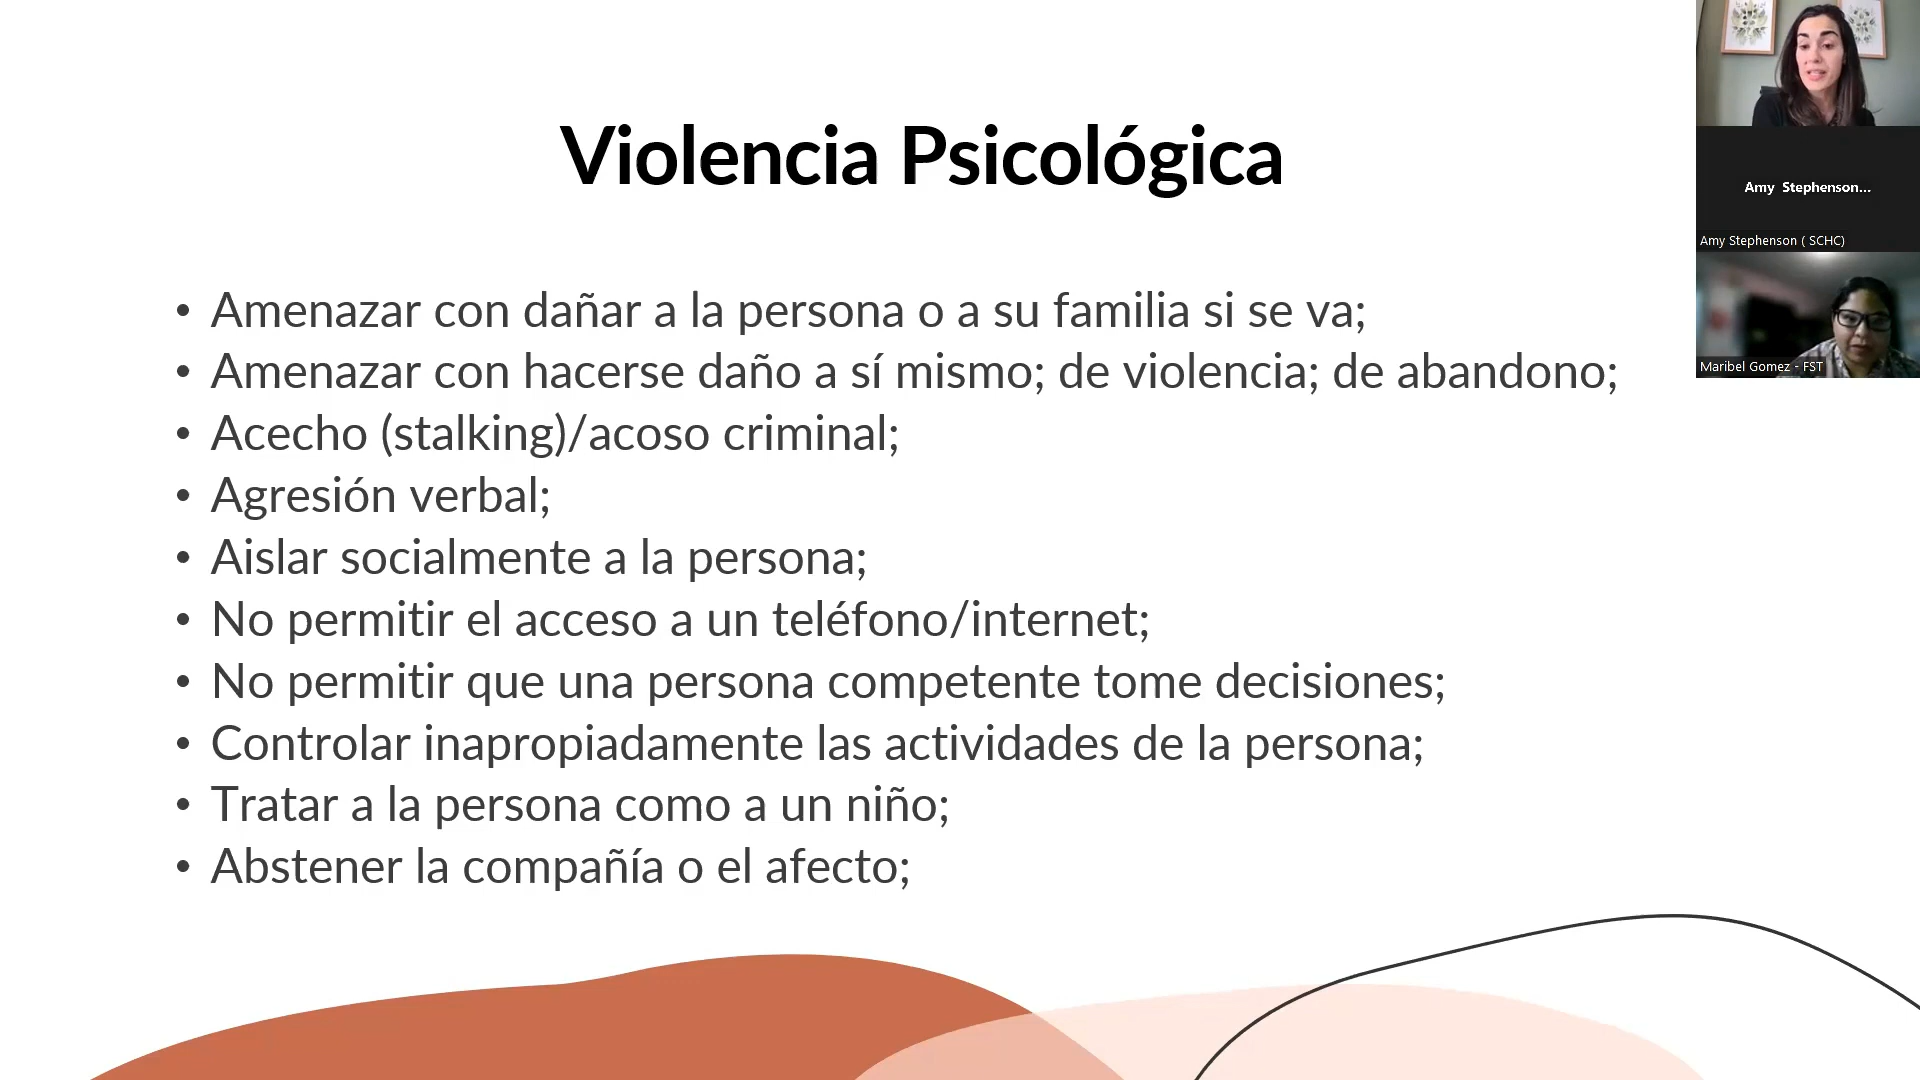 Violencia Psicológica
Amenazar con dañar a la persona o a su familia si se va;
Amenazar con hacerse daño a sí mismo; de violencia; de abandono;
Acecho (stalking)/acoso criminal;
Agresión verbal;
Aislar socialmente a la persona;
No permitir el acceso a un teléfono/internet;
No permitir que una persona competente tome decisiones;
Controlar inapropiadamente las actividades de la persona;
Tratar a la persona como a un niño;
Abstener la compañía o el afecto;
Amy Stephenson...
Amy Stephenson ( SCHC)
Maribel Gomez - FST